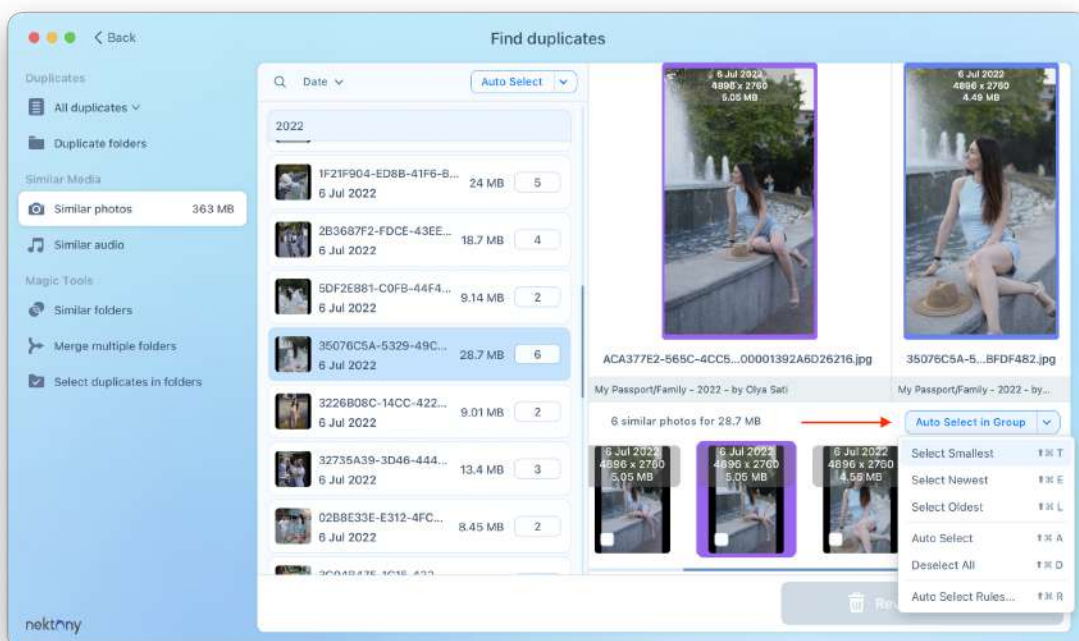 Back
Find duplicates
Duplicates
All duplicates
Duplicate folders
Similar Media
Similar photos 363 MB
Similar audio
Magic Tools
Similar folders
Merge multiple folders
Select duplicates in folders
nektony
Date
Auto Select
2022
1F21F904-ED8B-41F6-B...
6 Jul 2022
24 MB 5
2B3687F2-FDCE-43EE...
6 Jul 2022
18.7 MB 4
5DF2E881-C0FB-44F4...
6 Jul 2022
9.14 MB 2
35076C5A-5329-49C...
6 Jul 2022
28.7 MB 6
3226B08C-14CC-422...
6 Jul 2022
9.01 MB 2
32735A39-3D46-444...
6 Jul 2022
13.4 MB 3
02B8E33E-E312-4FC...
6 Jul 2022
8.45 MB 2
6 Jul 2022
4896 x 2760
5.05 MB
6 Jul 2022
4896 x 2760
4.49 MB
ACA377E2-565C-4CC5...00001392A6D26216.jpg
35076C5A-5...BFDF482.jpg
My Passport/Family - 2022 - by Olya Sati
My Passport/Family - 2022 - by...
6 similar photos for 28.7 MB
Auto Select in Group
6 Jul 2022
4896 x 2760
5.05 MB
6 Jul 2022
4896 x 2760
5.05 MB
6 Jul 2022
4896 x 2760
4.55 MB
Select Smallest ⇧⌘ T
Select Newest ⇧⌘ E
Select Oldest ⇧⌘ L
Auto Select ⇧⌘ A
Deselect All ⇧⌘ D
Auto Select Rules... ⇧⌘ R